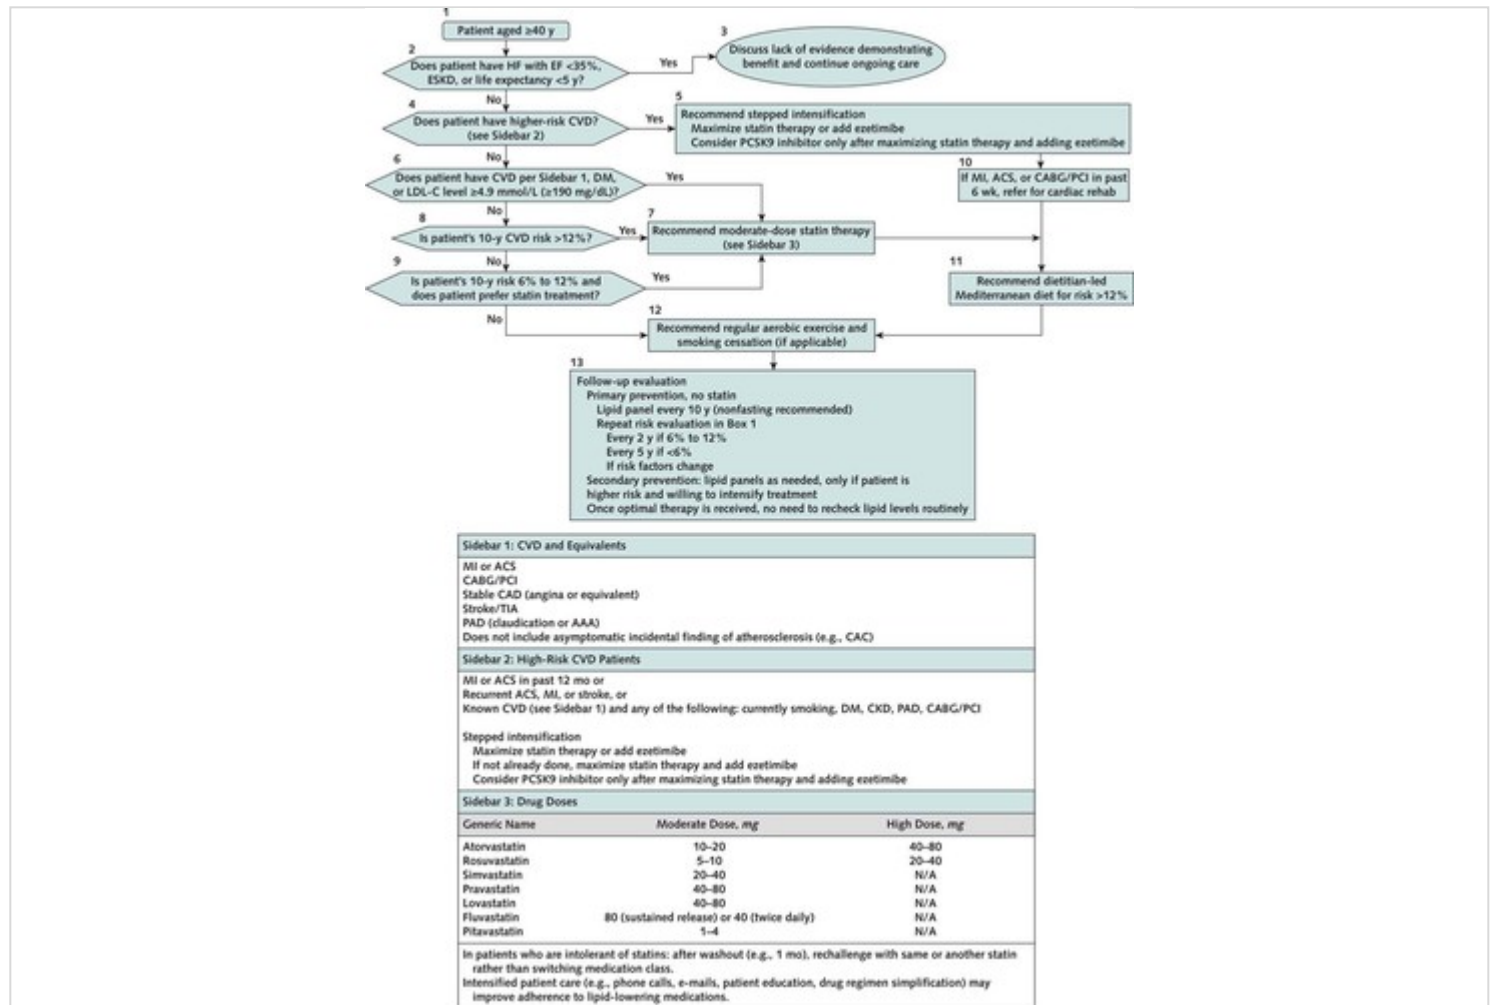 1
Patient aged ≥40 y
2
Does patient have HF with EF <35%,
ESKD, or life expectancy <5 y?
Yes
3
Discuss lack of evidence demonstrating
benefit and continue ongoing care
No
4
Does patient have higher-risk CVD?
(see Sidebar 2)
Yes
5
Recommend stepped intensification
Maximize statin therapy or add ezetimibe
Consider PCSK9 inhibitor only after maximizing statin therapy and adding ezetimibe
No
6
Does patient have CVD per Sidebar 1, DM,
or LDL-C level ≥4.9 mmol/L (≥190 mg/dL)?
Yes
10
If MI, ACS, or CABG/PCI in past
6 wk, refer for cardiac rehab
No
8
Is patient's 10-y CVD risk >12%?
Yes
7
Recommend moderate-dose statin therapy
(see Sidebar 3)
No
9
Is patient's 10-y risk 6% to 12% and
does patient prefer statin treatment?
Yes
11
Recommend dietitian-led
Mediterranean diet for risk >12%
No
12
Recommend regular aerobic exercise and
smoking cessation (if applicable)
13
Follow-up evaluation
Primary prevention, no statin
Lipid panel every 10 y (nonfasting recommended)
Repeat risk evaluation in Box 1
Every 2 y if 6% to 12%
Every 5 y if <6%
If risk factors change
Secondary prevention: lipid panels as needed, only if patient is
higher risk and willing to intensify treatment
Once optimal therapy is received, no need to recheck lipid levels routinely
Sidebar 1: CVD and Equivalents
MI or ACS
CABG/PCI
Stable CAD (angina or equivalent)
Stroke/TIA
PAD (claudication or AAA)
Does not include asymptomatic incidental finding of atherosclerosis (e.g., CAC)
Sidebar 2: High-Risk CVD Patients
MI or ACS in past 12 mo or
Recurrent ACS, MI, or stroke, or
Known CVD (see Sidebar 1) and any of the following: currently smoking, DM, CKD, PAD, CABG/PCI
Stepped intensification
Maximize statin therapy or add ezetimibe
If not already done, maximize statin therapy and add ezetimibe
Consider PCSK9 inhibitor only after maximizing statin therapy and adding ezetimibe
Sidebar 3: Drug Doses
Generic Name Moderate Dose, mg High Dose, mg
Atorvastatin 10–20 40–80
Rosuvastatin 5–10 20–40
Simvastatin 20–40 N/A
Pravastatin 40–80 N/A
Lovastatin 40–80 N/A
Fluvastatin 80 (sustained release) or 40 (twice daily) N/A
Pitavastatin 1–4 N/A
In patients who are intolerant of statins: after washout (e.g., 1 mo), rechallenge with same or another statin
rather than switching medication class.
Intensified patient care (e.g., phone calls, e-mails, patient education, drug regimen simplification) may
improve adherence to lipid-lowering medications.